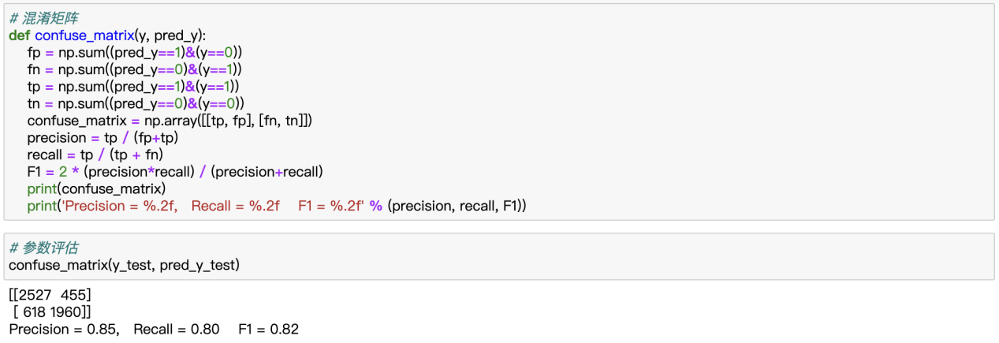 # 混淆矩阵
def confuse_matrix(y, pred_y):
    fp = np.sum((pred_y==1)&(y==0))
    fn = np.sum((pred_y==0)&(y==1))
    tp = np.sum((pred_y==1)&(y==1))
    tn = np.sum((pred_y==0)&(y==0))
    confuse_matrix = np.array([[tp, fp], [fn, tn]])
    precision = tp / (fp+tp)
    recall = tp / (tp + fn)
    F1 = 2 * (precision*recall) / (precision+recall)
    print(confuse_matrix)
    print('Precision = %.2f,   Recall = %.2f    F1 = %.2f' % (precision, recall, F1))
# 参数评估
confuse_matrix(y_test, pred_y_test)
[[2527  455]
 [ 618 1960]]
Precision = 0.85,   Recall = 0.80    F1 = 0.82